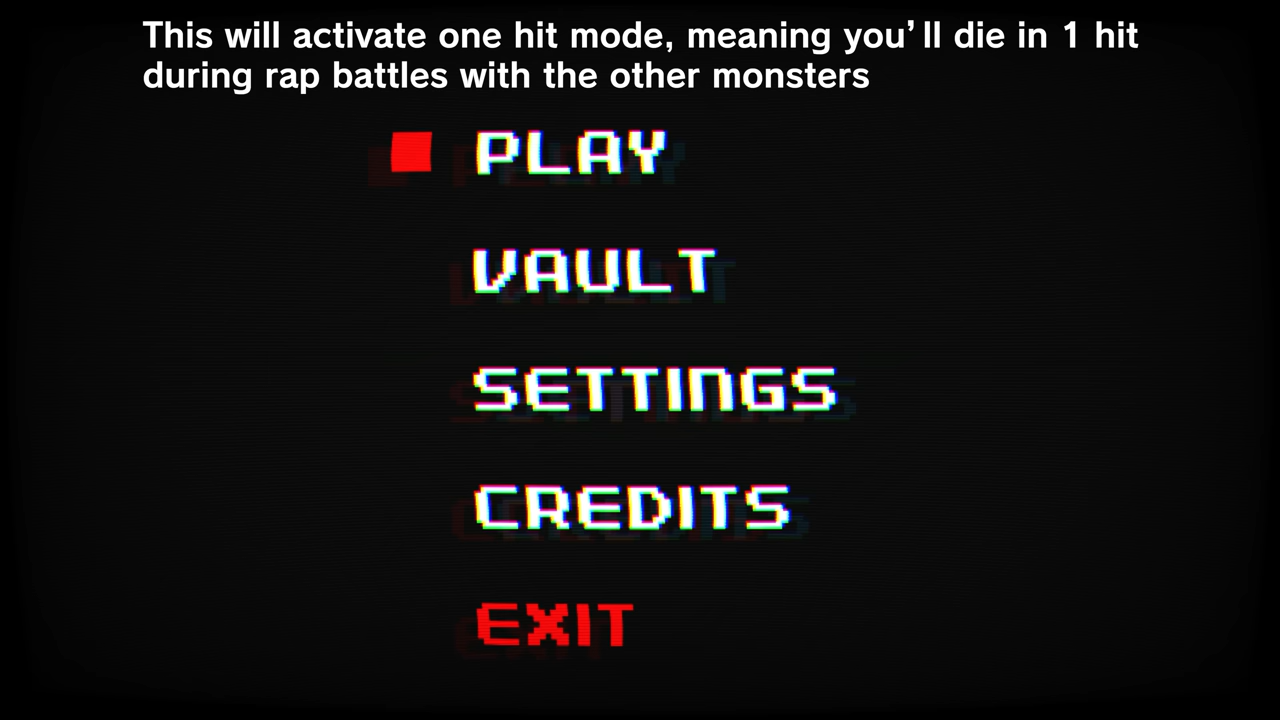 This will activate one hit mode, meaning you'll die in 1 hit
during rap battles with the other monsters
PLAY
VAULT
SETTINGS
CREDITS
EXIT